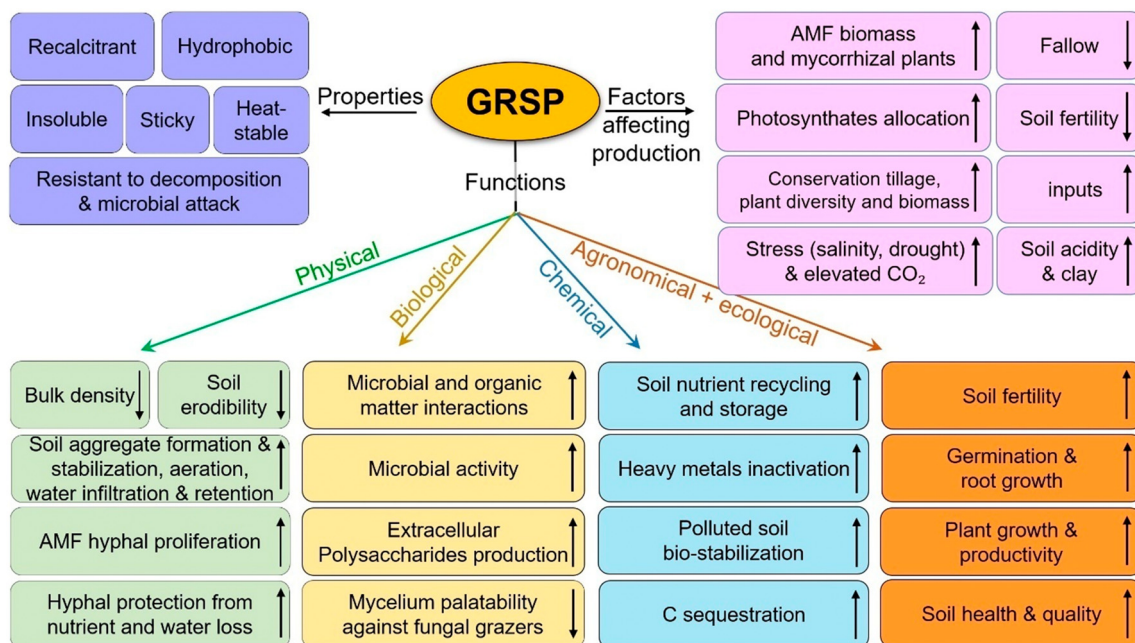 Recalcitrant
Hydrophobic
Insoluble
Sticky
Heat-
stable
Resistant to decomposition
& microbial attack
Properties
GRSP
Factors
affecting
production
Functions
AMF biomass
and mycorrhizal plants
Fallow
Photosynthates allocation
Soil fertility
Conservation tillage,
plant diversity and biomass
inputs
Stress (salinity, drought)
& elevated CO₂
Soil acidity
& clay
Physical
Biological
Chemical
Agronomical + ecological
Bulk density
Soil
erodibility
Soil aggregate formation &
stabilization, aeration,
water infiltration & retention
AMF hyphal proliferation
Hyphal protection from
nutrient and water loss
Microbial and organic
matter interactions
Microbial activity
Extracellular
Polysaccharides production
Mycelium palatability
against fungal grazers
Soil nutrient recycling
and storage
Heavy metals inactivation
Polluted soil
bio-stabilization
C sequestration
Soil fertility
Germination &
root growth
Plant growth &
productivity
Soil health & quality